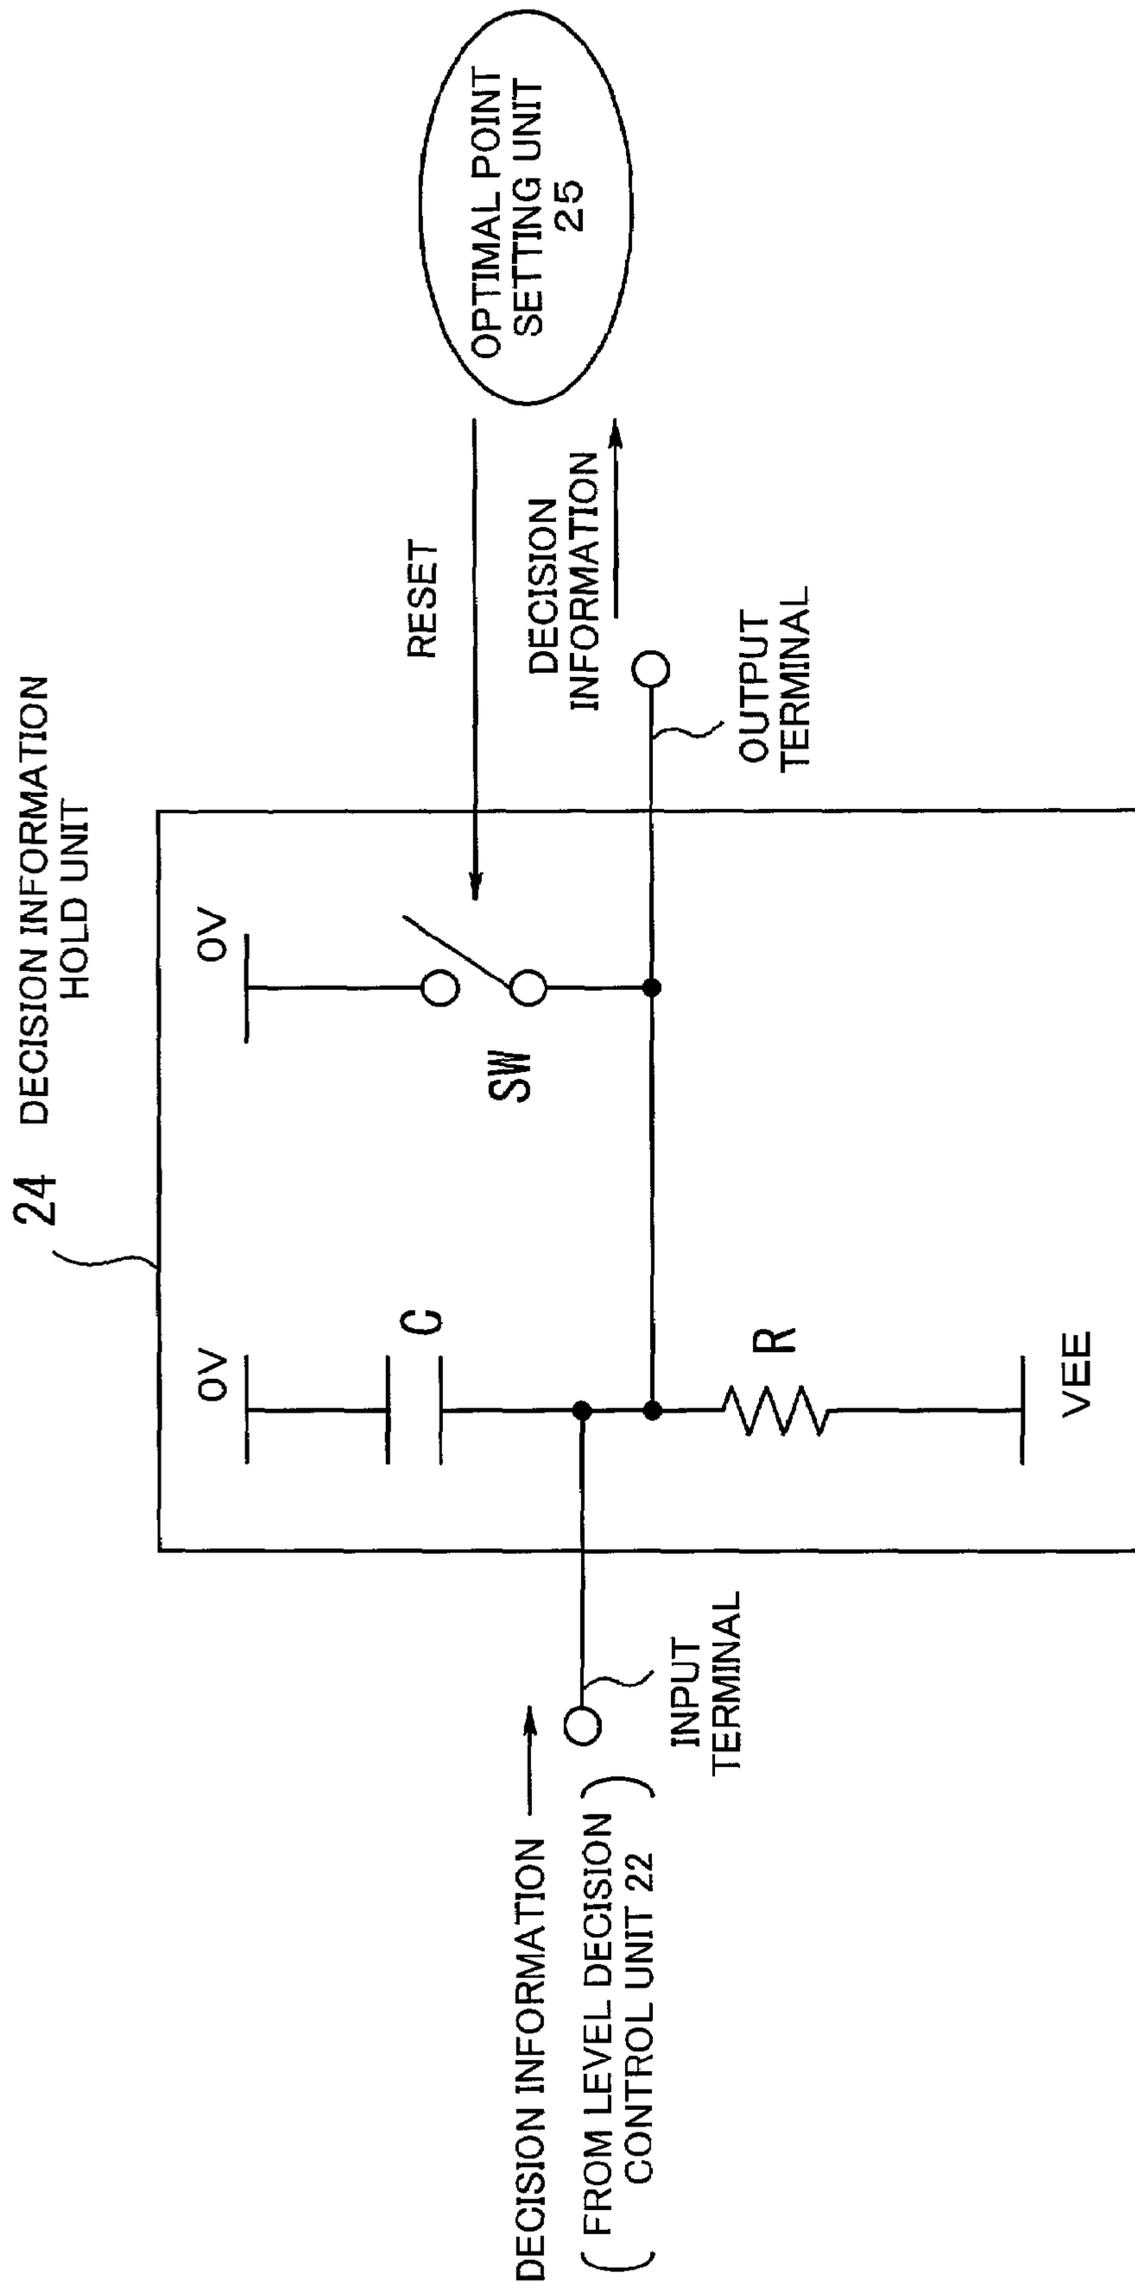 24 DECISION INFORMATION
HOLD UNIT
DECISION INFORMATION
( FROM LEVEL DECISION )
CONTROL UNIT 22
INPUT
TERMINAL
0V
C
R
VEE
0V
SW
RESET
DECISION
INFORMATION
OUTPUT
TERMINAL
OPTIMAL POINT
SETTING UNIT
25